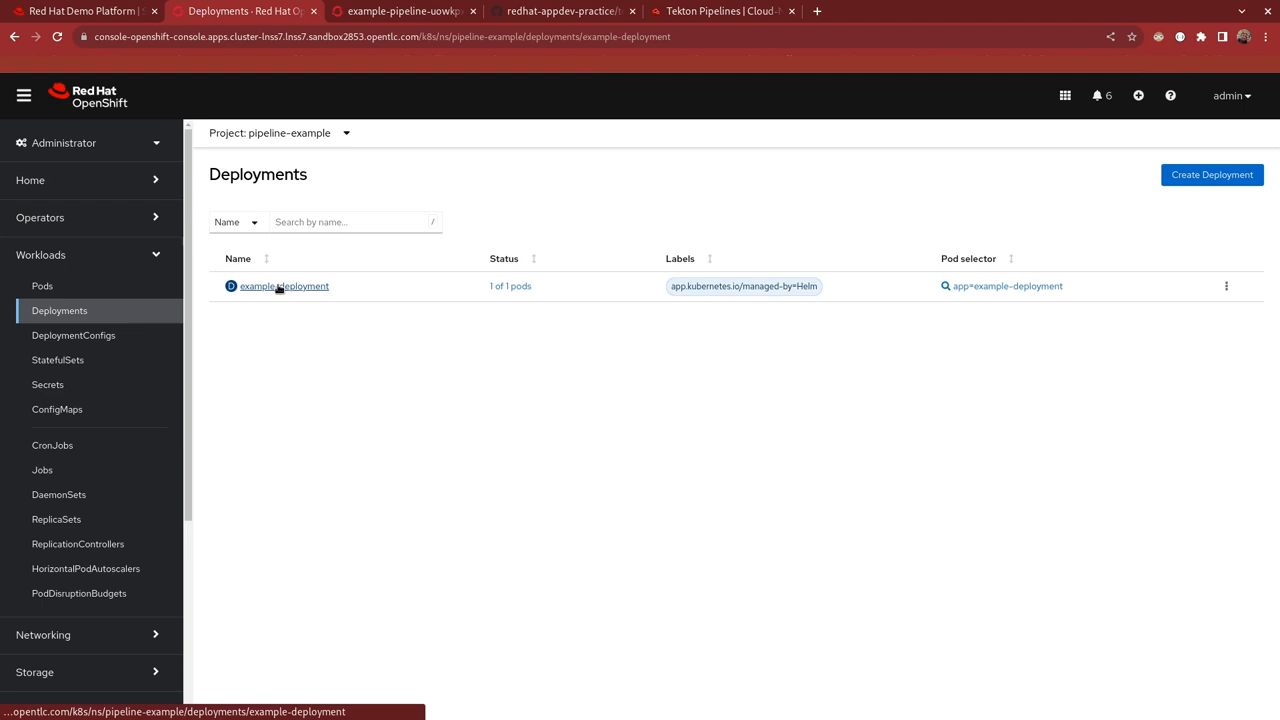 Red Hat Demo Platform |
Deployments · Red Hat Op
example-pipeline-uowkp
redhat-appdev-practice/t
Tekton Pipelines | Cloud-N
console-openshift-console.apps.cluster-lnss7.lnss7.sandbox2853.opentlc.com/k8s/ns/pipeline-example/deployments/example-deployment
Red Hat
OpenShift
6
admin
Administrator
Project: pipeline-example
Home
Deployments
Create Deployment
Operators
Name
Search by name...
/
Workloads
Name
Status
Labels
Pod selector
Pods
D
example-deployment
1 of 1 pods
app.kubernetes.io/managed-by=Helm
app=example-deployment
Deployments
DeploymentConfigs
StatefulSets
Secrets
ConfigMaps
CronJobs
Jobs
DaemonSets
ReplicaSets
ReplicationControllers
HorizontalPodAutoscalers
PodDisruptionBudgets
Networking
Storage
...opentlc.com/k8s/ns/pipeline-example/deployments/example-deployment